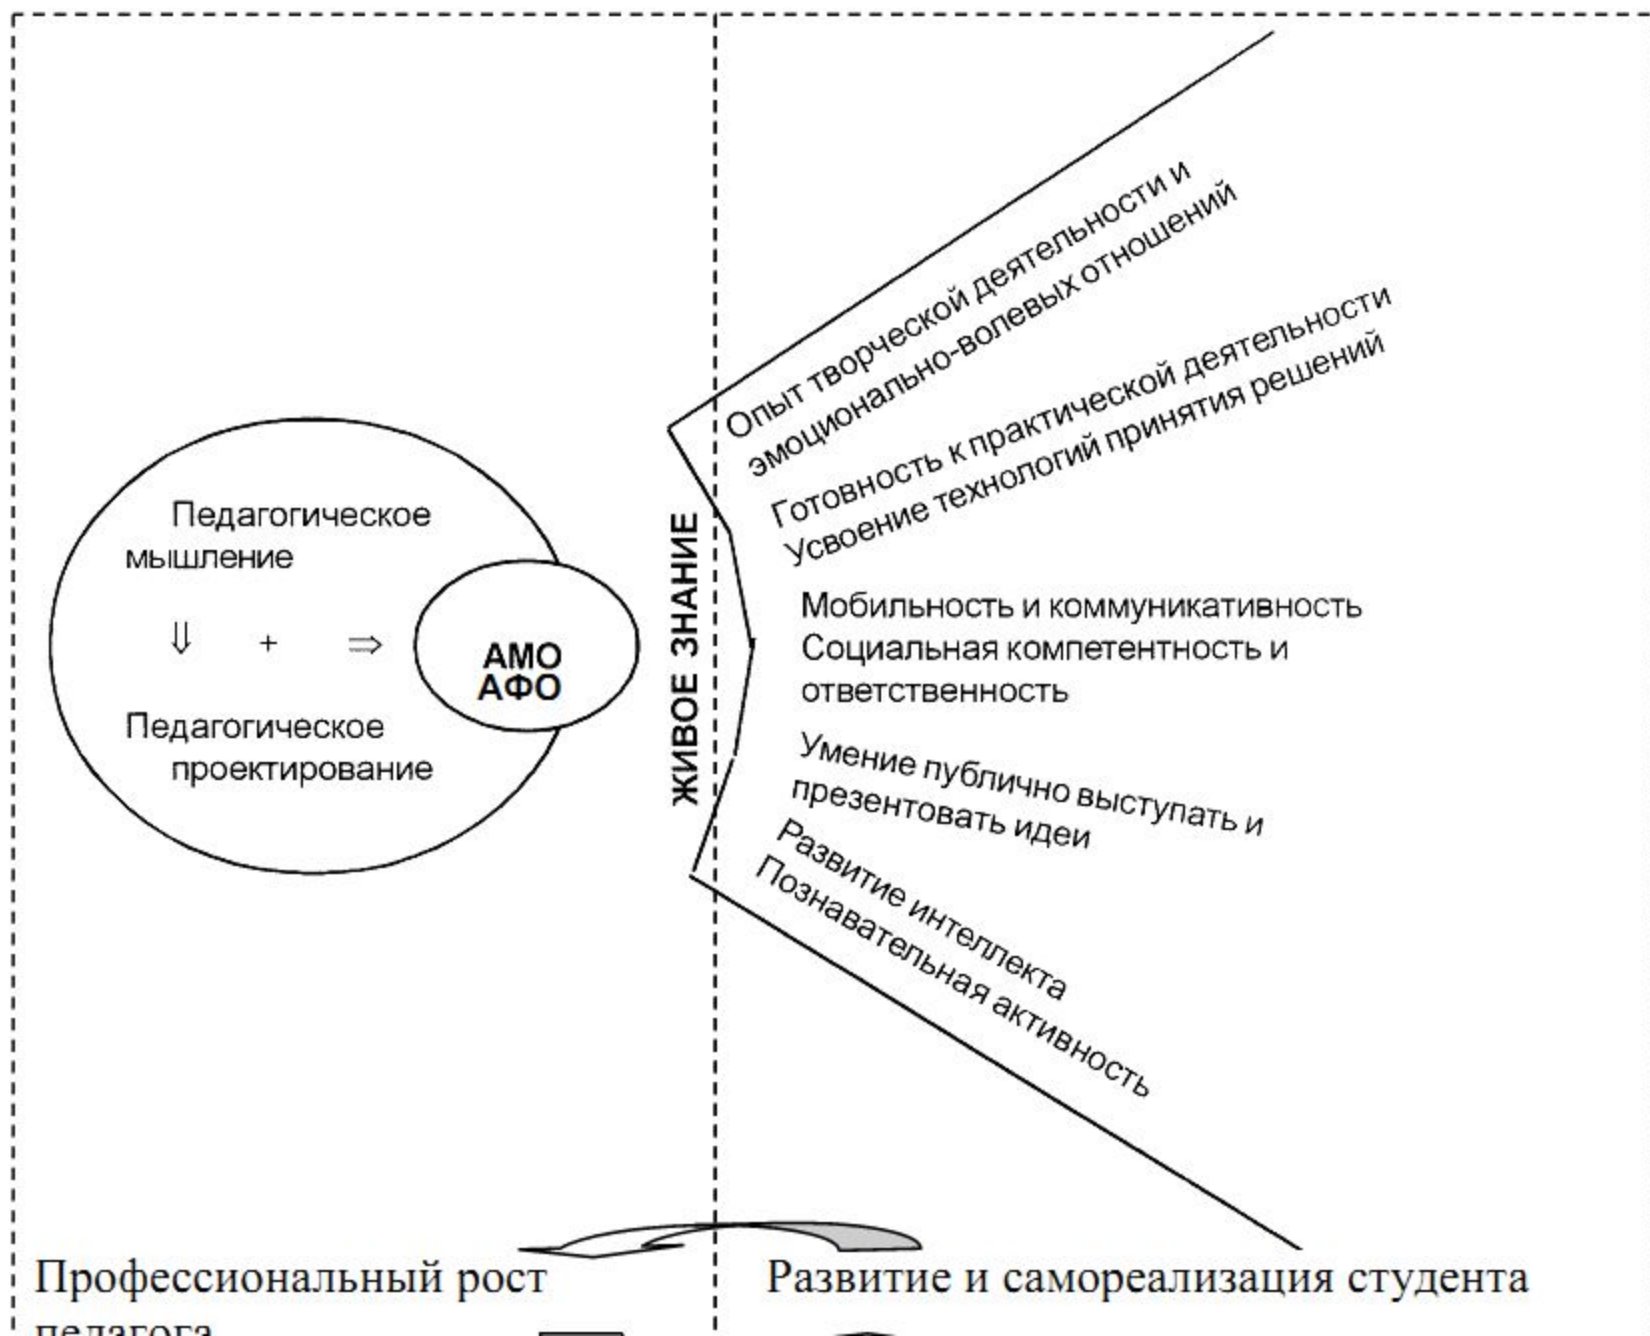 Педагогическое
мышление
⇓ + ⇒
Педагогическое
проектирование
АМО
АФО
ЖИВОЕ ЗНАНИЕ
Опыт творческой деятельности и
эмоционально-волевых отношений
Готовность к практической деятельности
Усвоение технологий принятия решений
Мобильность и коммуникативность
Социальная компетентность и
ответственность
Умение публично выступать и
презентовать идеи
Развитие интеллекта
Познавательная активность
Профессиональный рост
педагога
Развитие и самореализация студента